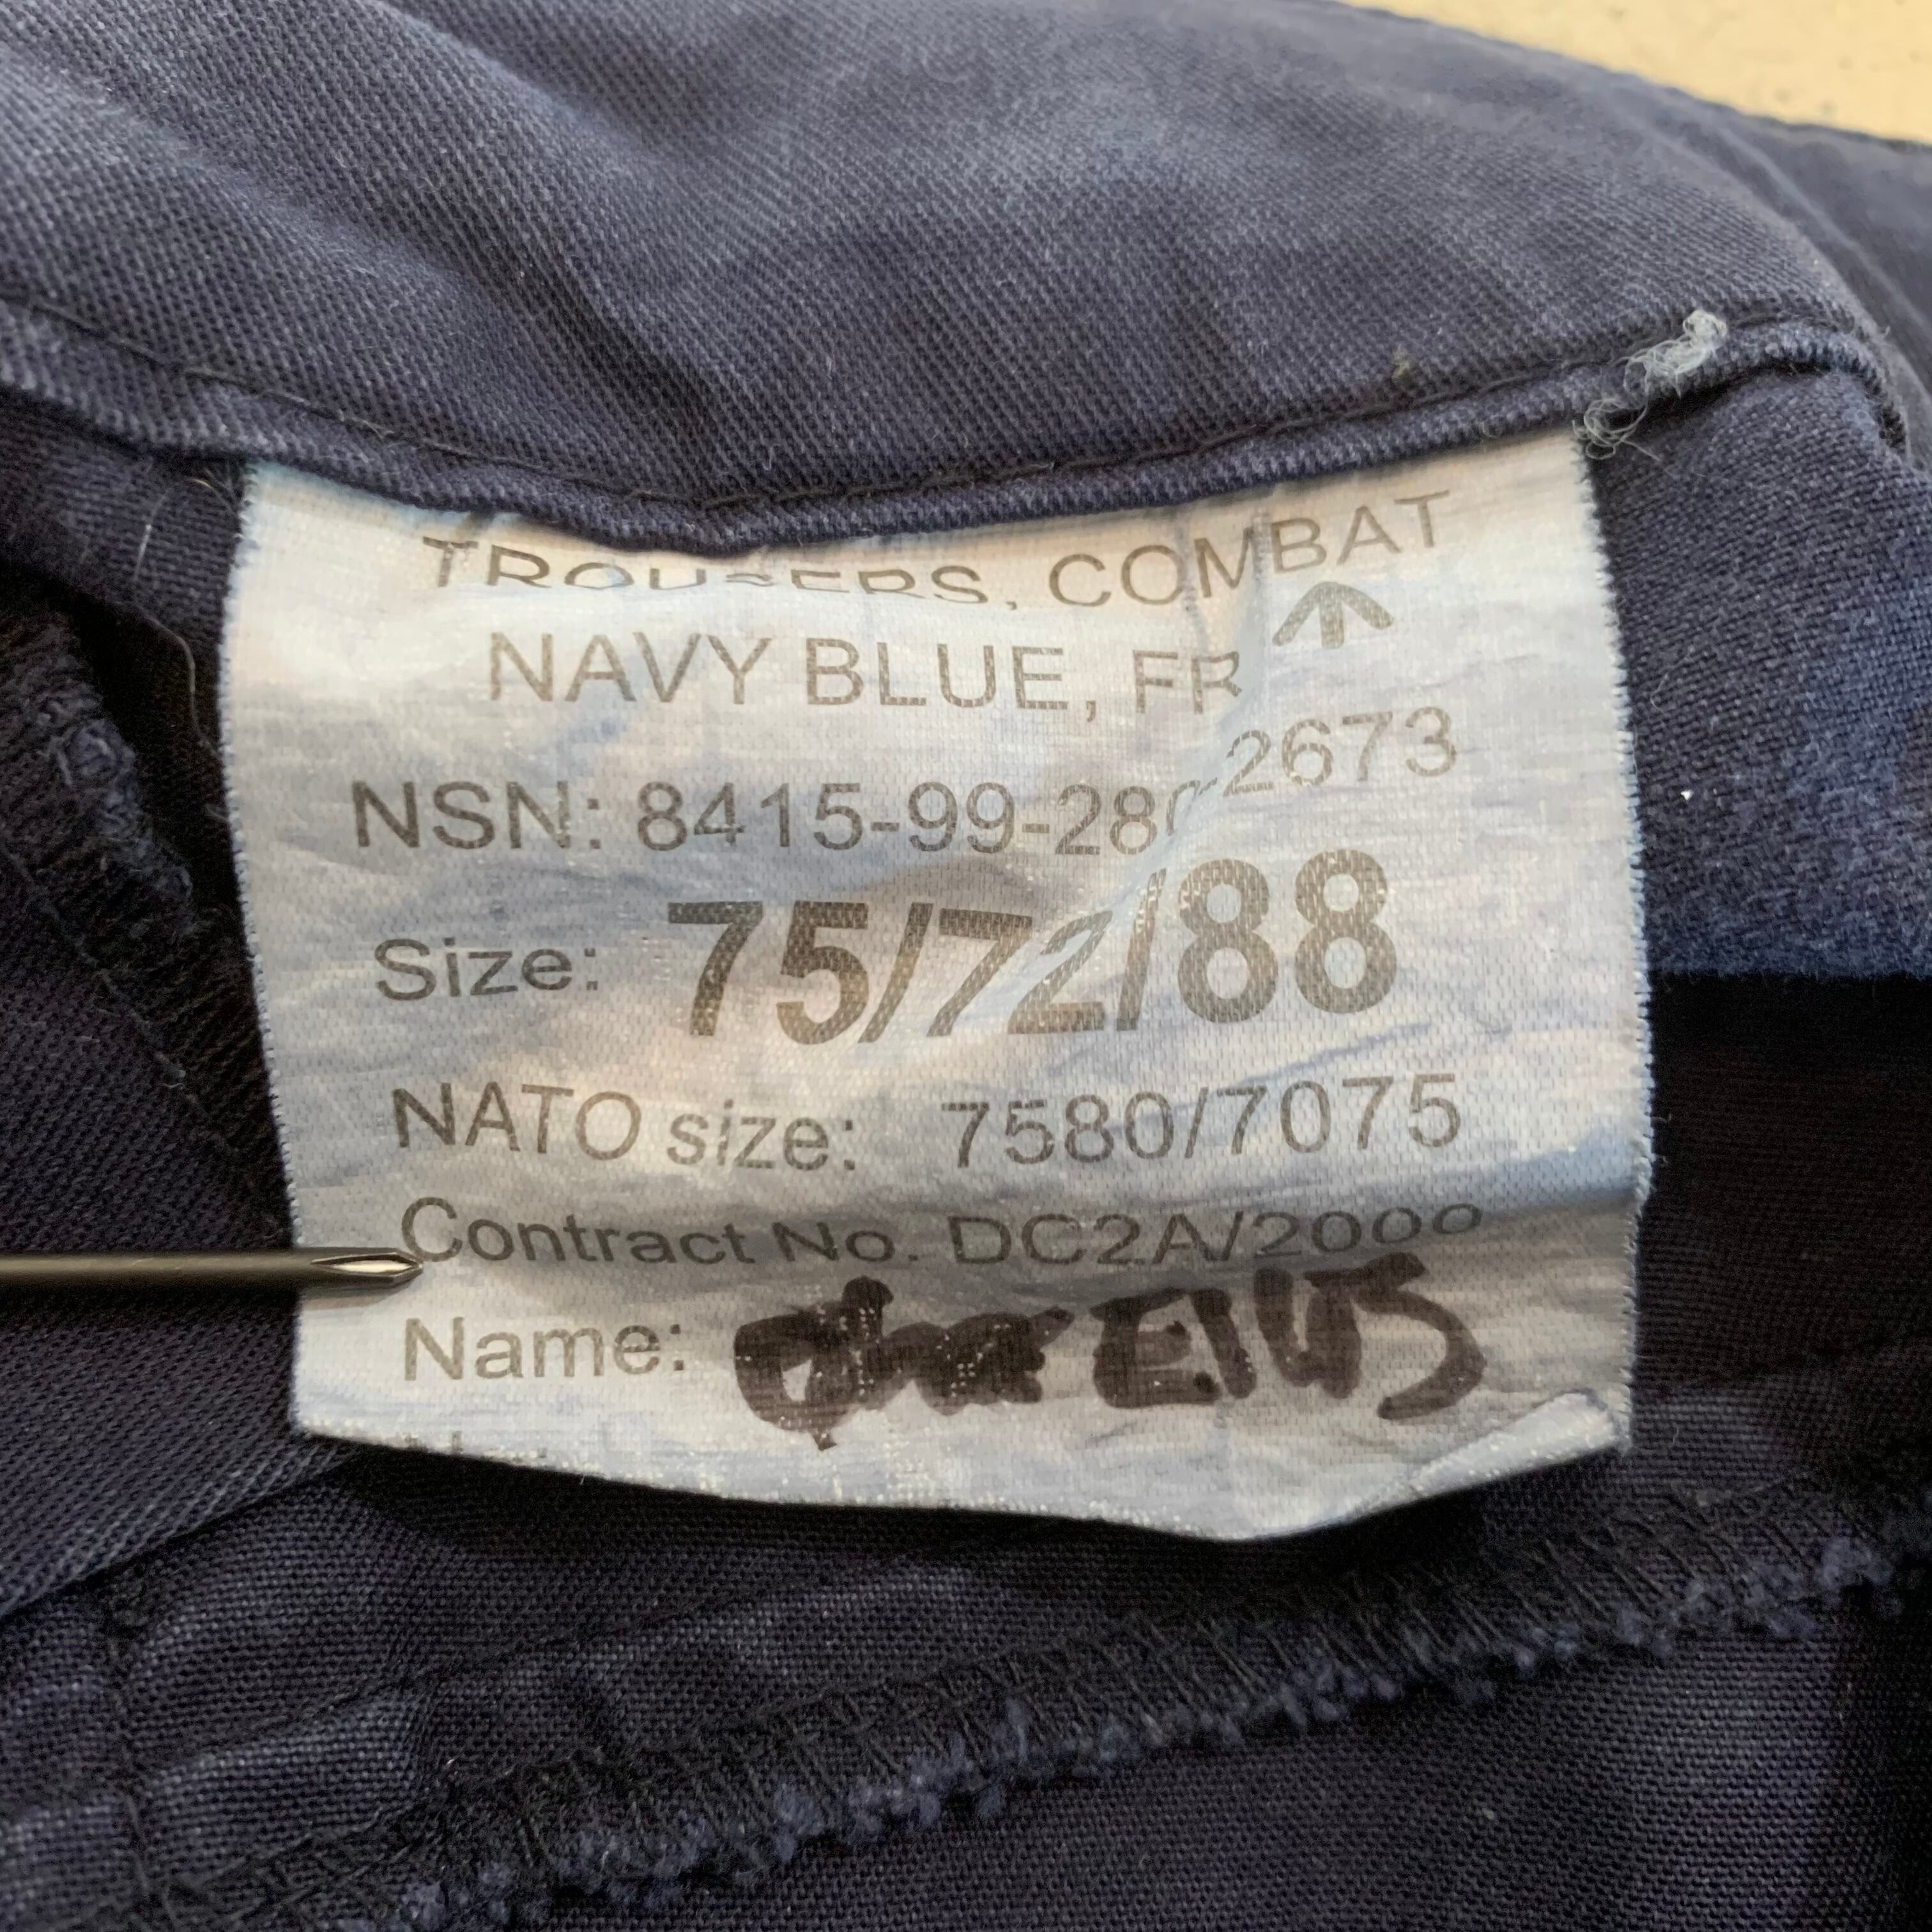 TROUSERS, COMBAT
NAVY BLUE, FR
NSN: 8415-99-280-2673
Size: 75/72/88
NATO size: 7580/7075
Contract No. DC2A/2000
Name: